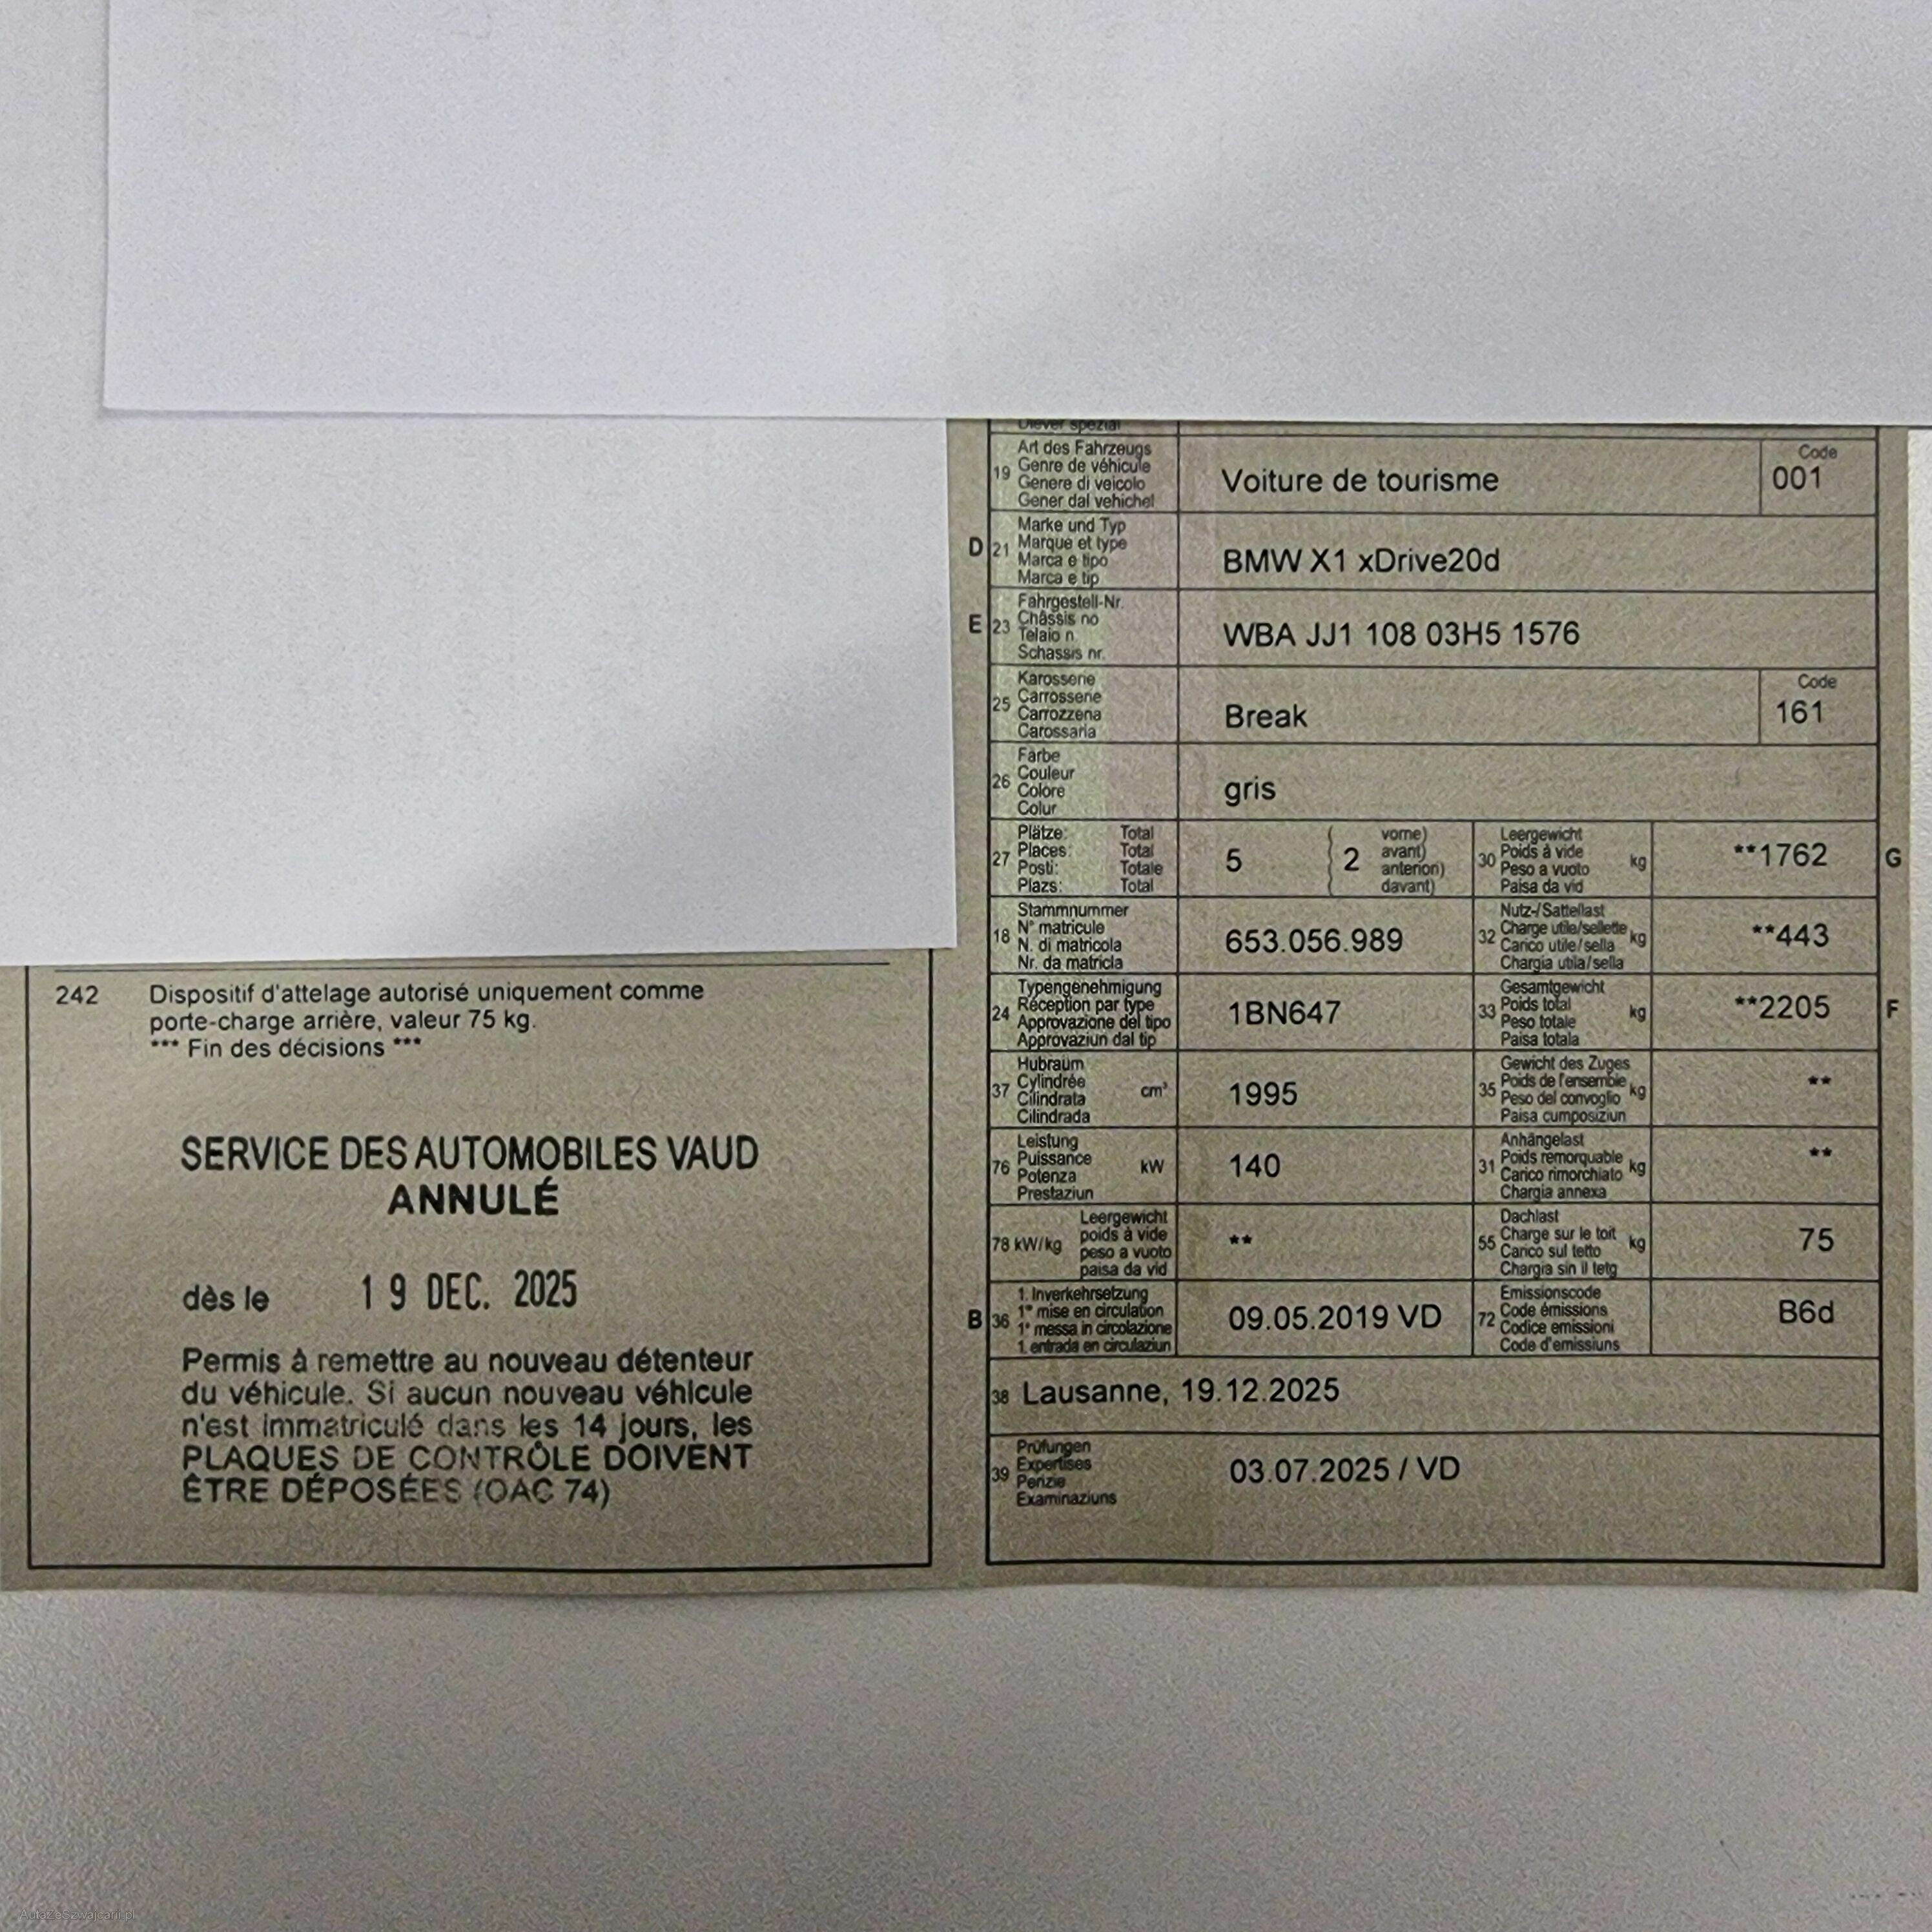 242 Dispositif d'attelage autorisé uniquement comme
porte-charge arrière, valeur 75 kg.
*** Fin des décisions ***
SERVICE DES AUTOMOBILES VAUD
ANNULÉ
dès le 19 DEC. 2025
Permis à remettre au nouveau détenteur
du véhicule. Si aucun nouveau véhicule
n'est immatriculé dans les 14 jours, les
PLAQUES DE CONTRÔLE DOIVENT
ÊTRE DÉPOSÉES (OAC 74)
19
Art des Fahrzeugs
Genre de véhicule
Genere di veicolo
Gener dal vehichel
Voiture de tourisme
Code
001
D 21
Marke und Typ
Marque et type
Marca e tipo
Marca e tip
BMW X1 xDrive20d
E 23
Fahrgestell-Nr.
Châssis no
Telaio n.
Schassis nr.
WBA JJ1 108 03H5 1576
25
Karosserie
Carrosserie
Carrozzeria
Carossaria
Break
Code
161
26
Farbe
Couleur
Colore
Colur
gris
27
Plätze: Total
Places: Total
Posti: Totale
Plazs: Total
5
2
vorne)
avant)
anteriori)
davant)
30
Leergewicht
Poids à vide
Peso a vuoto
Paisa da vid
kg
**1762
G
18
Stammnummer
N° matricule
N. di matricola
Nr. da matricla
653.056.989
32
Nutz-/Sattellast
Charge utile/sellette
Carico utile/sella
Chargia utila/sella
kg
**443
24
Typengenehmigung
Réception par type
Approvazione del tipo
Approvaziun dal tip
1BN647
33
Gesamtgewicht
Poids total
Peso totale
Paisa totala
kg
**2205
F
37
Hubraum
Cylindrée
Cilindrata
Cilindrada
cm³
1995
35
Gewicht des Zuges
Poids de l'ensemble
Peso del convoglio
Paisa cumposiziun
kg
**
76
Leistung
Puissance
Potenza
Prestaziun
kW
140
31
Anhängelast
Poids remorquable
Carico rimorchiato
Chargia annexa
kg
**
78 kW/kg
Leergewicht
poids à vide
peso a vuoto
paisa da vid
**
55
Dachlast
Charge sur le toit
Carico sul tetto
Chargia sin il tetg
kg
75
B 36
1. Inverkehrsetzung
1re mise en circulation
1a messa in circolazione
1. entrada en circulaziun
09.05.2019 VD
72
Emissionscode
Code émissions
Codice emissioni
Code d'emissiuns
B6d
38 Lausanne, 19.12.2025
39
Prüfungen
Expertises
Perizie
Examinaziuns
03.07.2025 / VD